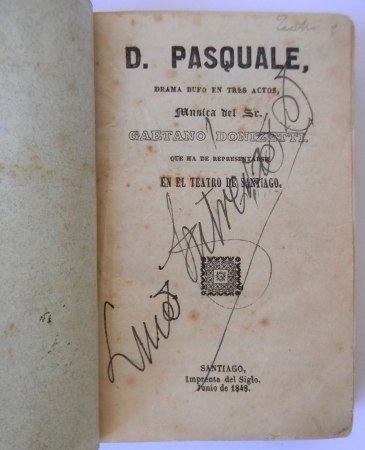 D. PASQUALE,
DRAMA BUFO EN TRES ACTOS,
Musica del Sr.
GAETANO DONIZETTI,
QUE HA DE REPRESENTARSE
EN EL TEATRO DE SANTIAGO.
Luis
SANTIAGO,
Imprenta del Siglo.
Junio de 1848.